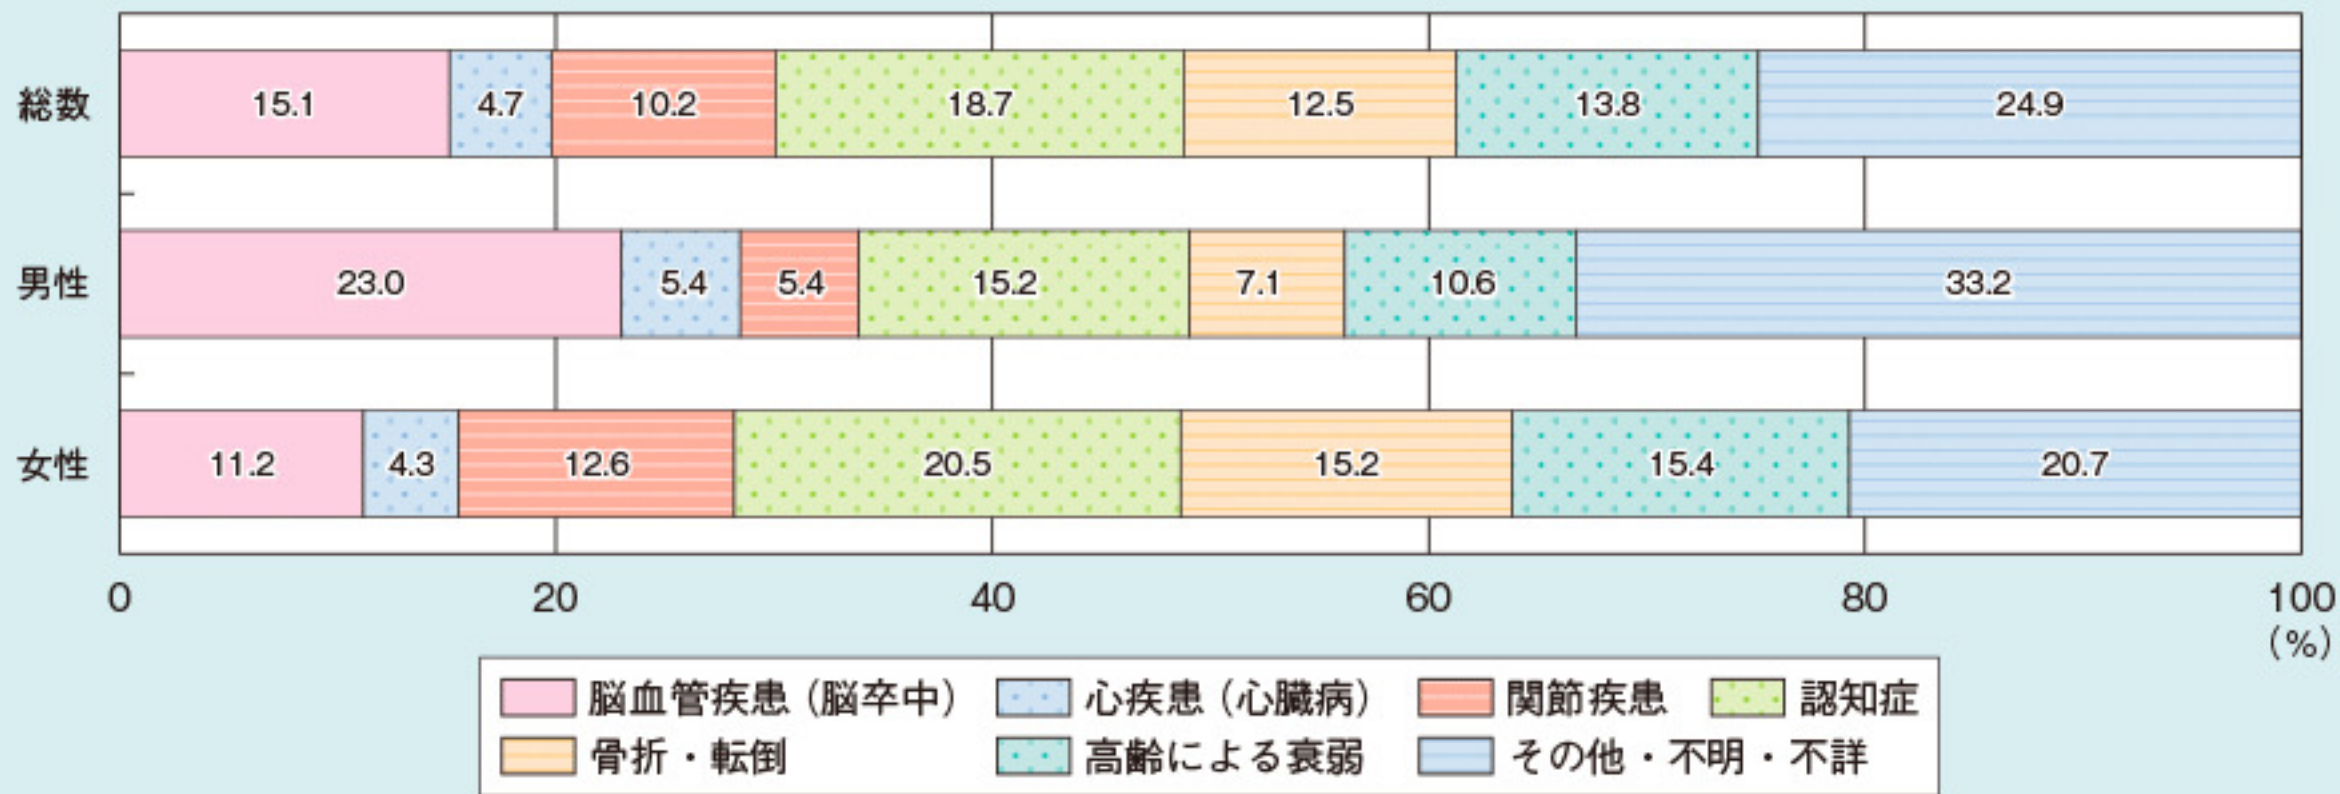 総数 15.1 4.7 10.2 18.7 12.5 13.8 24.9
男性 23.0 5.4 5.4 15.2 7.1 10.6 33.2
女性 11.2 4.3 12.6 20.5 15.2 15.4 20.7
0 20 40 60 80 100
(%)
脳血管疾患（脳卒中） 心疾患（心臓病） 関節疾患 認知症
骨折・転倒 高齢による衰弱 その他・不明・不詳